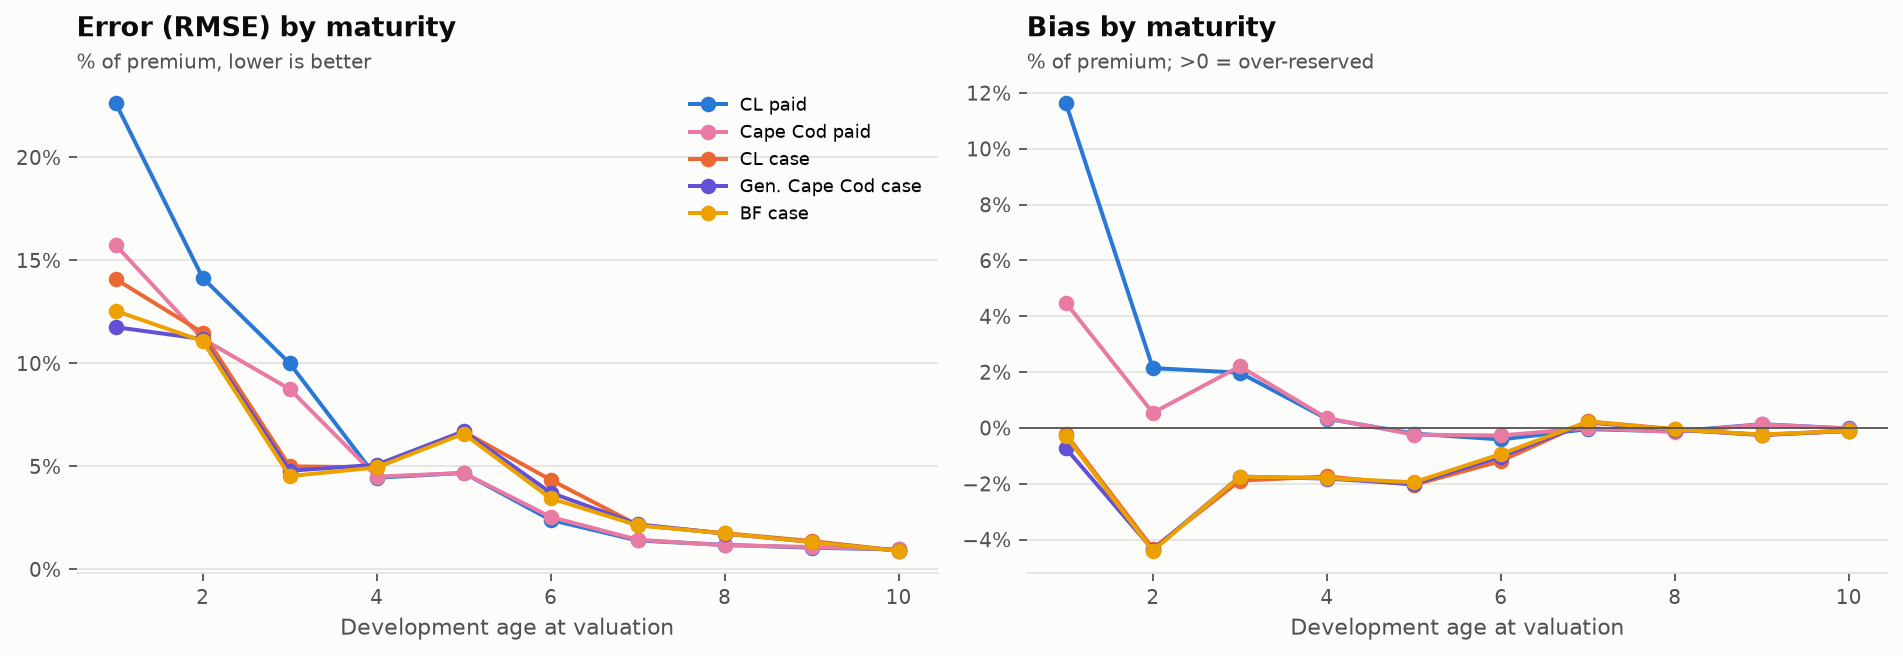 Error (RMSE) by maturity
% of premium, lower is better
CL paid
Cape Cod paid
CL case
Gen. Cape Cod case
BF case
20%
15%
10%
5%
0%
2 4 6 8 10
Development age at valuation
Bias by maturity
% of premium; >0 = over-reserved
12%
10%
8%
6%
4%
2%
0%
−2%
−4%
2 4 6 8 10
Development age at valuation